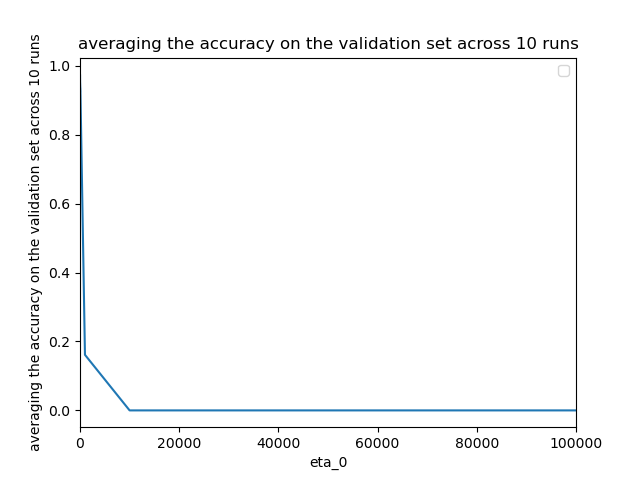 averaging the accuracy on the validation set across 10 runs
averaging the accuracy on the validation set across 10 runs
1.0
0.8
0.6
0.4
0.2
0.0
0 20000 40000 60000 80000 100000
eta_0